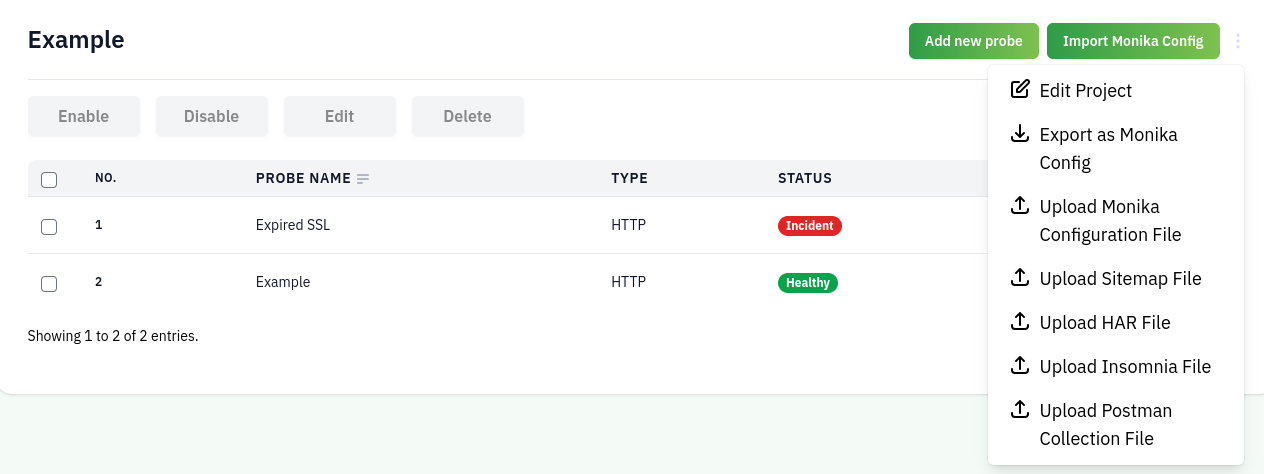 Example
Add new probe
Import Monika Config
Enable
Disable
Edit
Delete
NO.
PROBE NAME
TYPE
STATUS
1
Expired SSL
HTTP
Incident
2
Example
HTTP
Healthy
Showing 1 to 2 of 2 entries.
Edit Project
Export as Monika
Config
Upload Monika
Configuration File
Upload Sitemap File
Upload HAR File
Upload Insomnia File
Upload Postman
Collection File